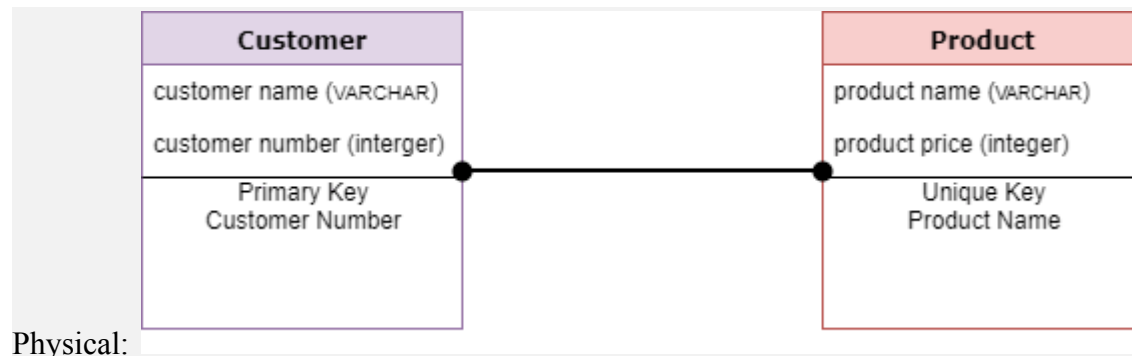 Customer
customer name (VARCHAR)
customer number (interger)
Primary Key
Customer Number
Product
product name (VARCHAR)
product price (integer)
Unique Key
Product Name
Physical: